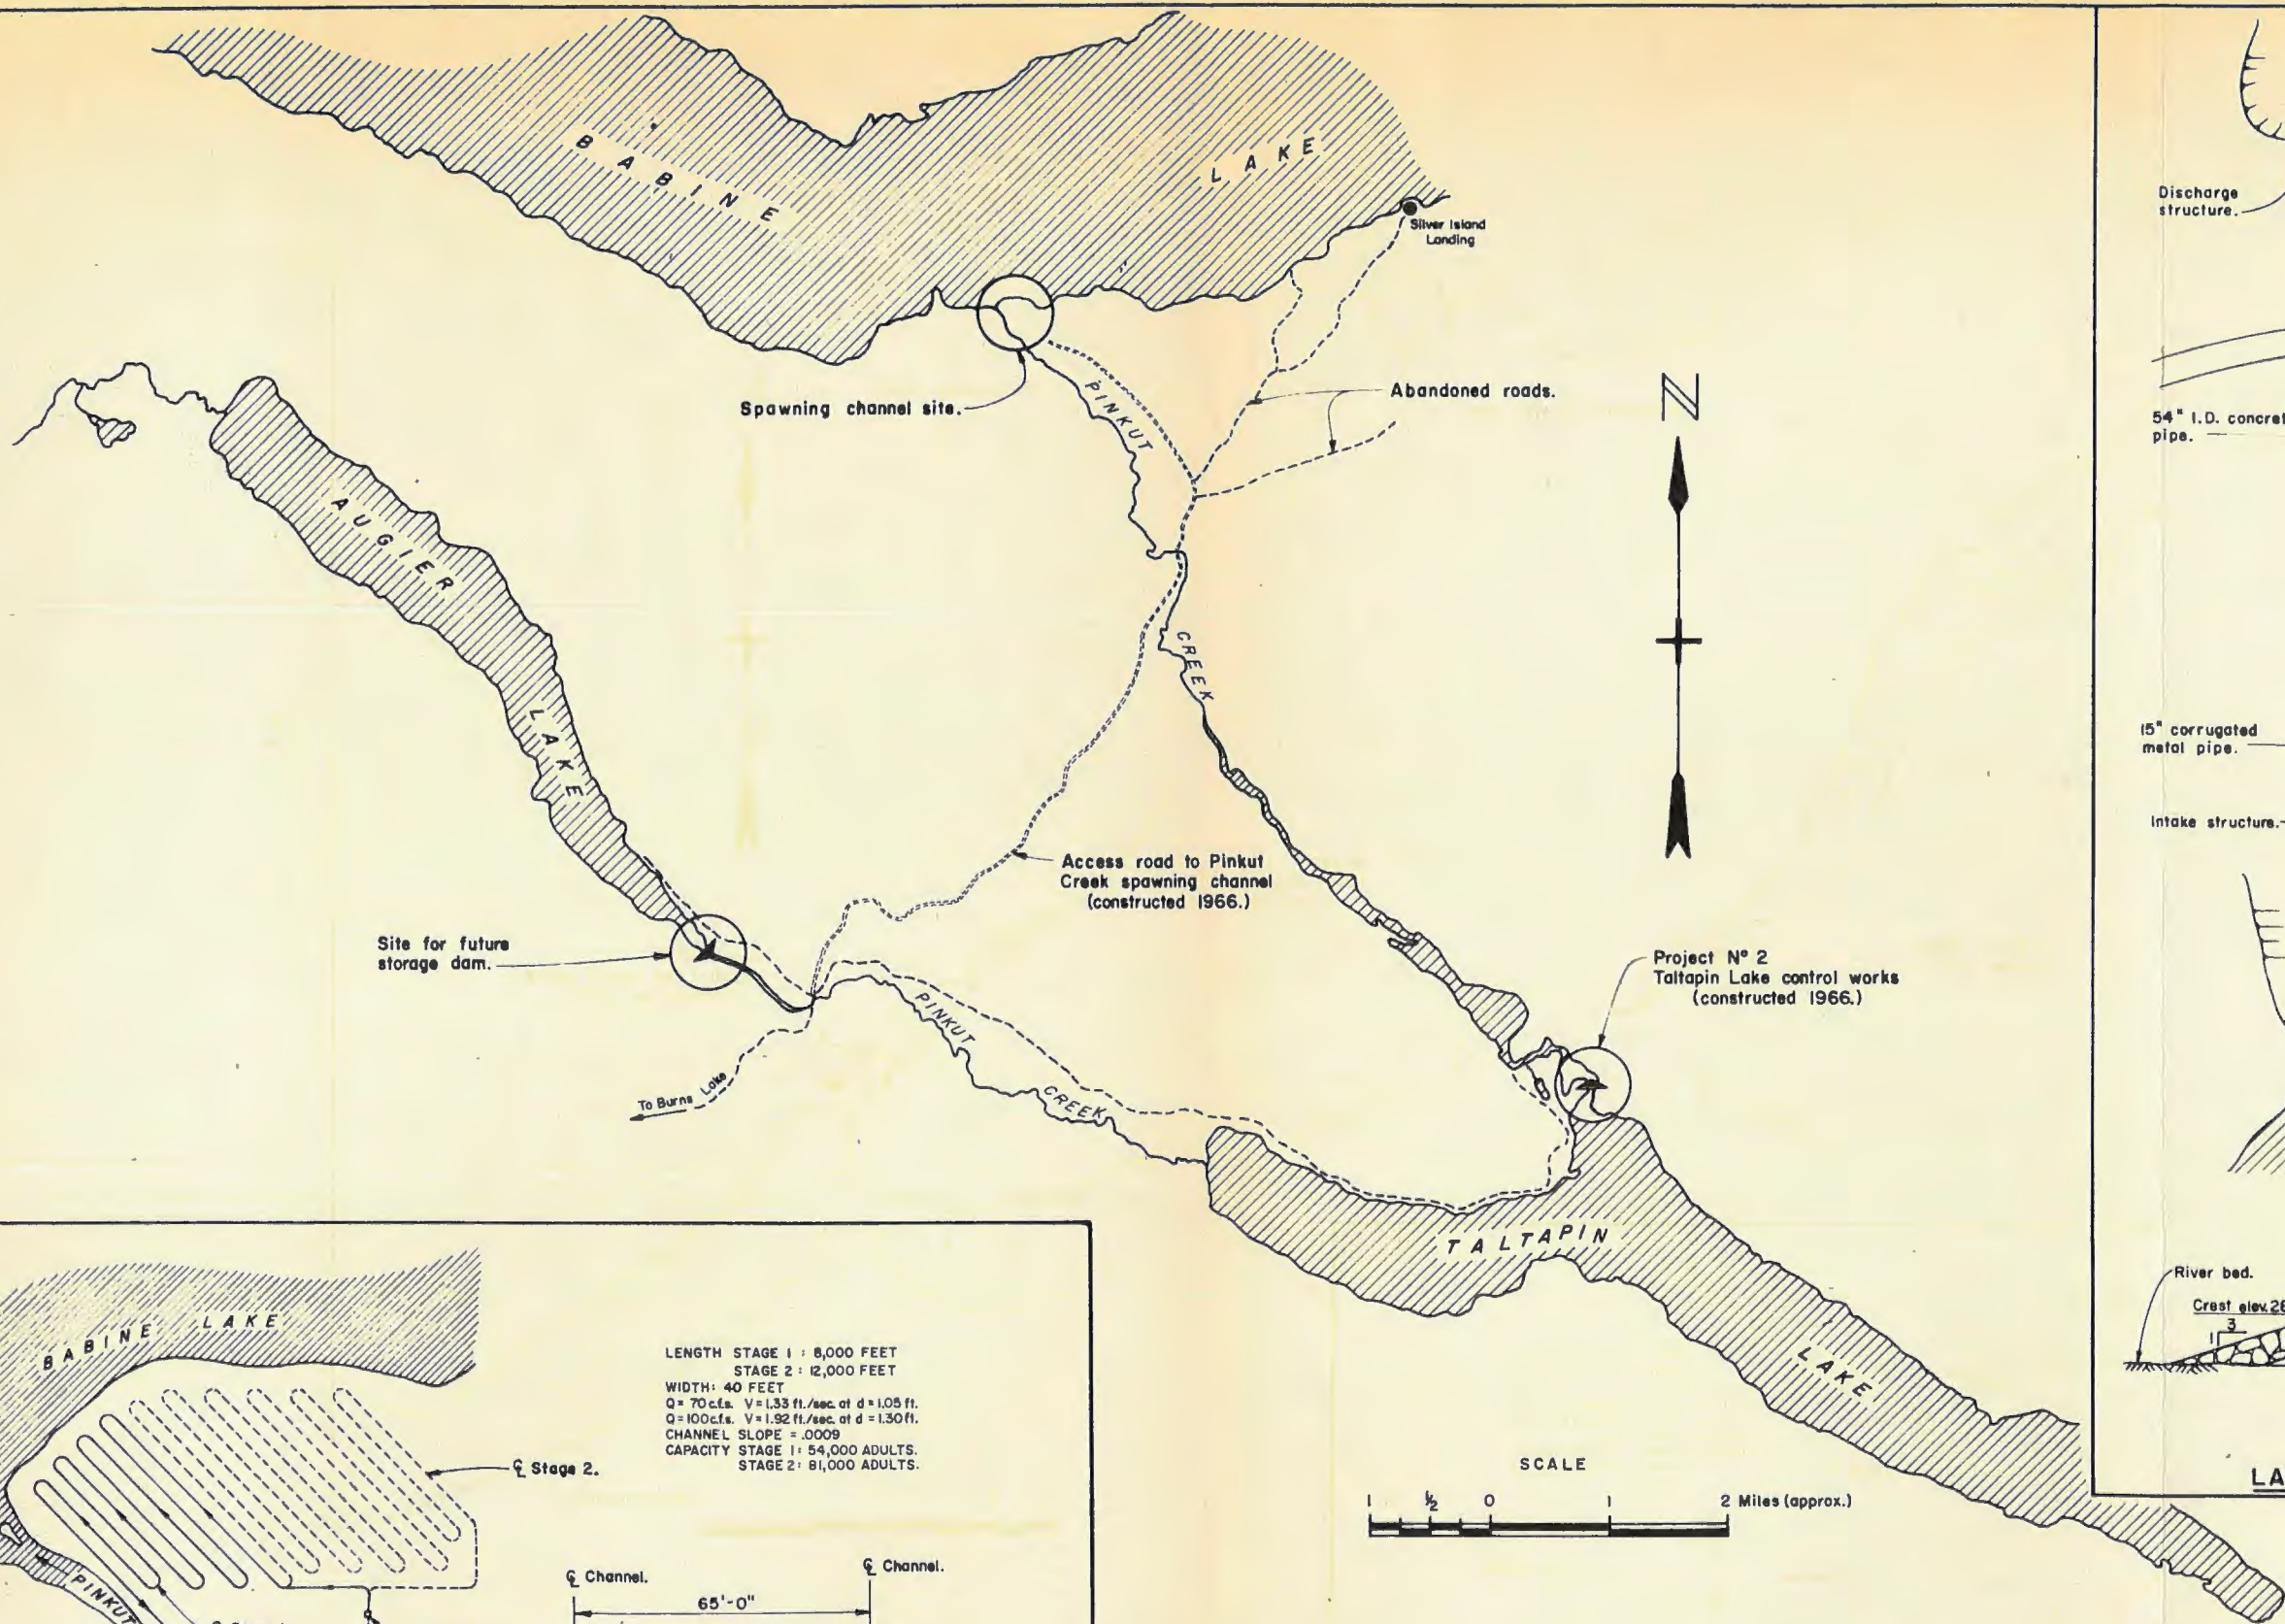 BABINE LAKE
Silver Island
Landing
Spawning channel site.
Abandoned roads.
N
PINKUT
CREEK
AUGIER
LAKE
Access road to Pinkut
Creek spawning channel
(constructed 1966.)
Site for future
storage dam.
Project Nº 2
Taltapin Lake control works
(constructed 1966.)
To Burns Lake
PINKUT
CREEK
TALTAPIN
LAKE
SCALE
1 ½ 0 1 2 Miles (approx.)
BABINE LAKE
LENGTH STAGE 1 : 8,000 FEET
STAGE 2 : 12,000 FEET
WIDTH: 40 FEET
Q = 70 c.f.s. V = 1.33 ft./sec. at d = 1.05 ft.
Q = 100 c.f.s. V = 1.92 ft./sec. at d = 1.30 ft.
CHANNEL SLOPE = .0009
CAPACITY STAGE 1: 54,000 ADULTS.
STAGE 2: 81,000 ADULTS.
℄ Stage 2.
℄ Channel.
℄ Channel.
65'-0"
PINKUT
Discharge
structure.
54" I.D. concret
pipe.
15" corrugated
metal pipe.
Intake structure.
River bed.
Crest elev. 28
3
1
LA